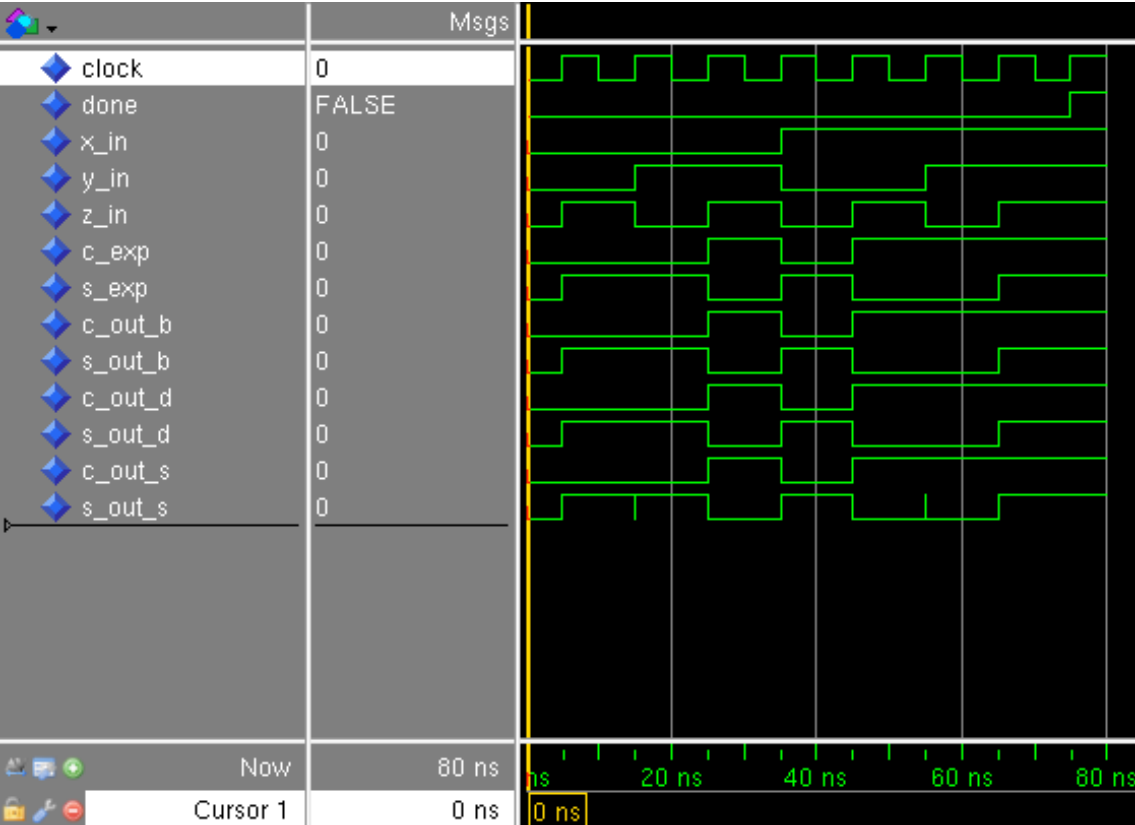 Msgs
clock 0
done FALSE
x_in 0
y_in 0
z_in 0
c_exp 0
s_exp 0
c_out_b 0
s_out_b 0
c_out_d 0
s_out_d 0
c_out_s 0
s_out_s 0
Now 80 ns ns 20 ns 40 ns 60 ns 80 ns
Cursor 1 0 ns 0 ns